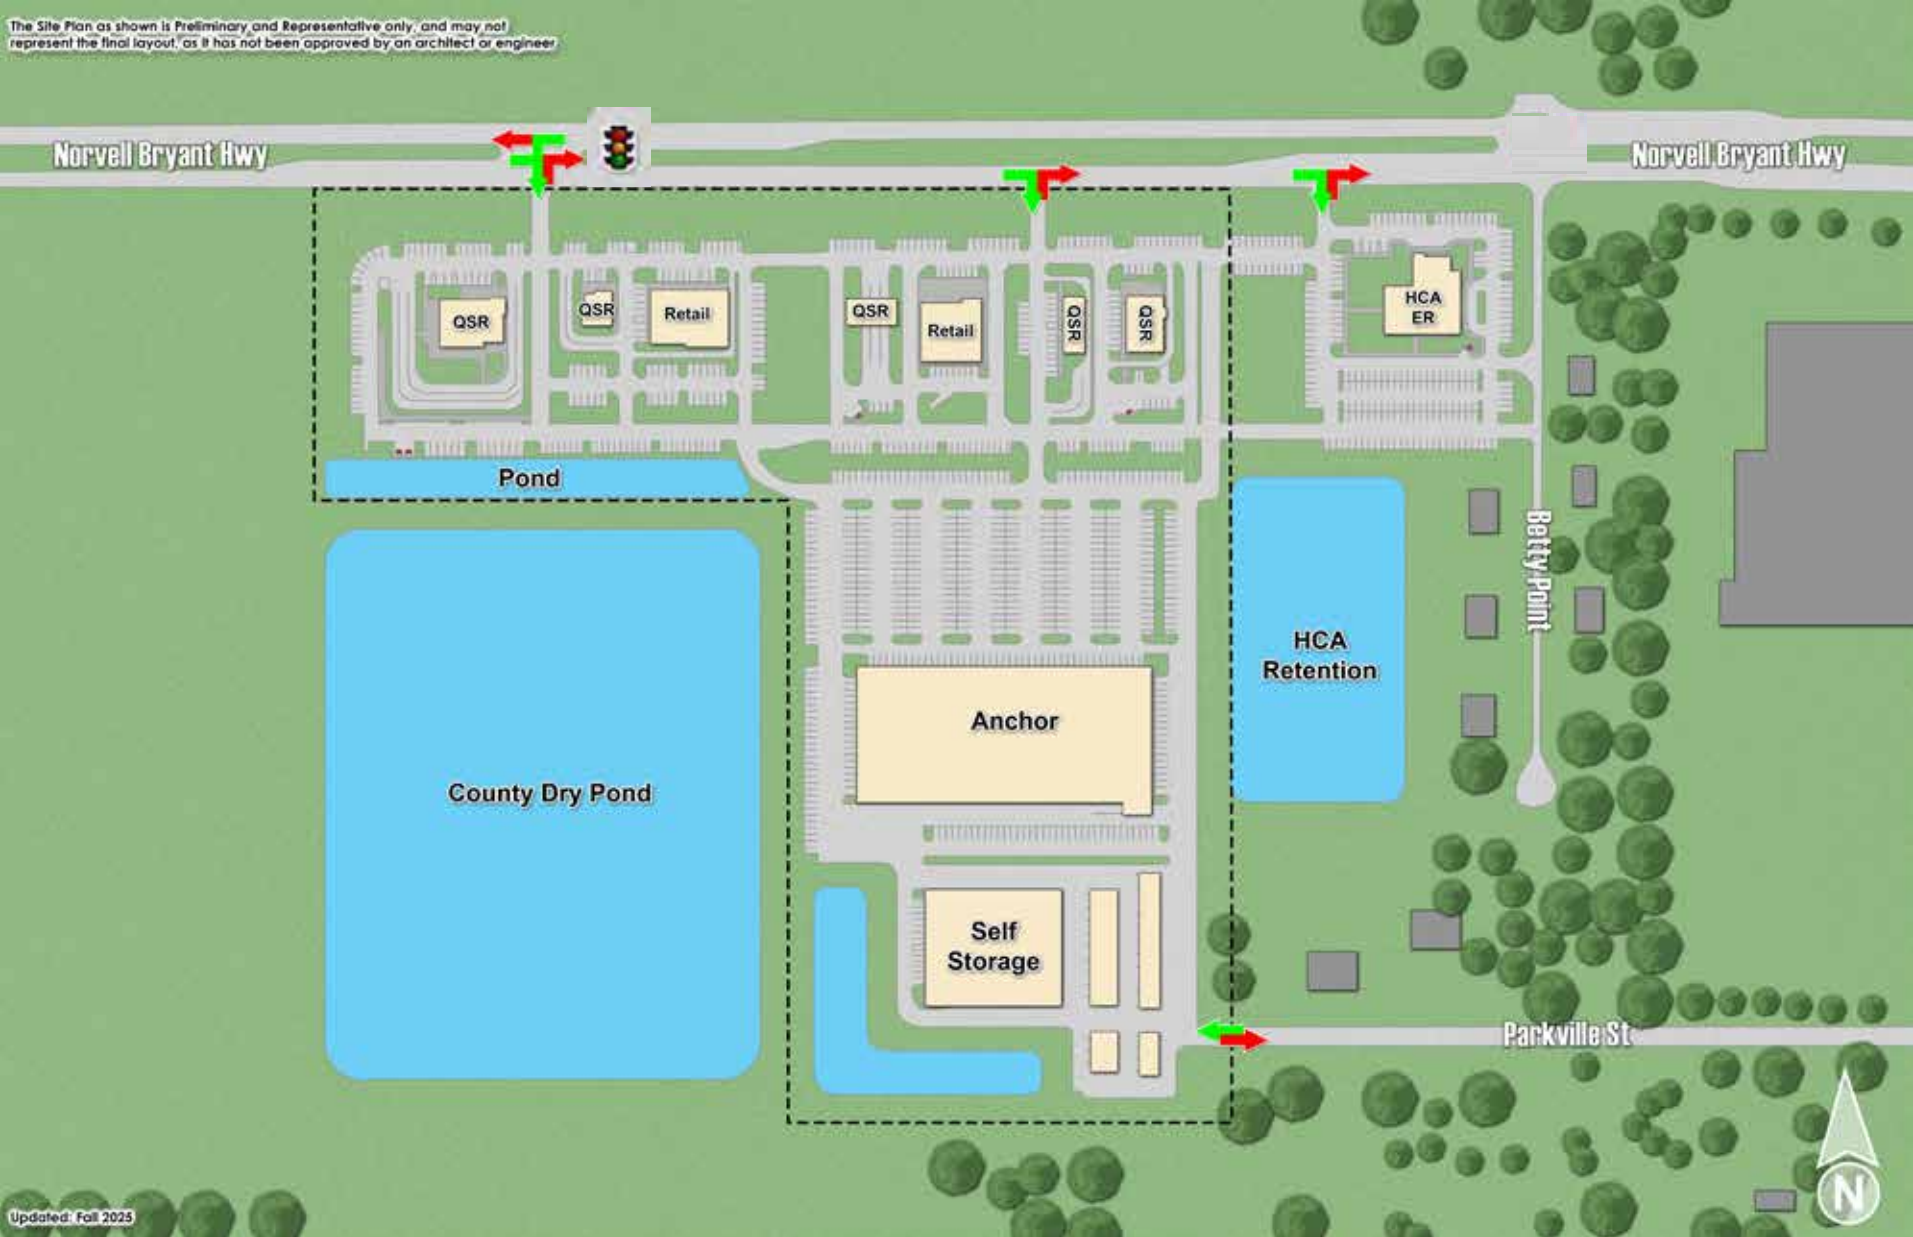 The Site Plan as shown is Preliminary and Representative only, and may not
represent the final layout, as it has not been approved by an architect or engineer.
Norvell Bryant Hwy
Norvell Bryant Hwy
QSR
QSR
Retail
QSR
Retail
QSR
QSR
HCA
ER
Pond
Betty Point
HCA
Retention
Anchor
County Dry Pond
Self
Storage
Parkville St
N
Updated: Fall 2025